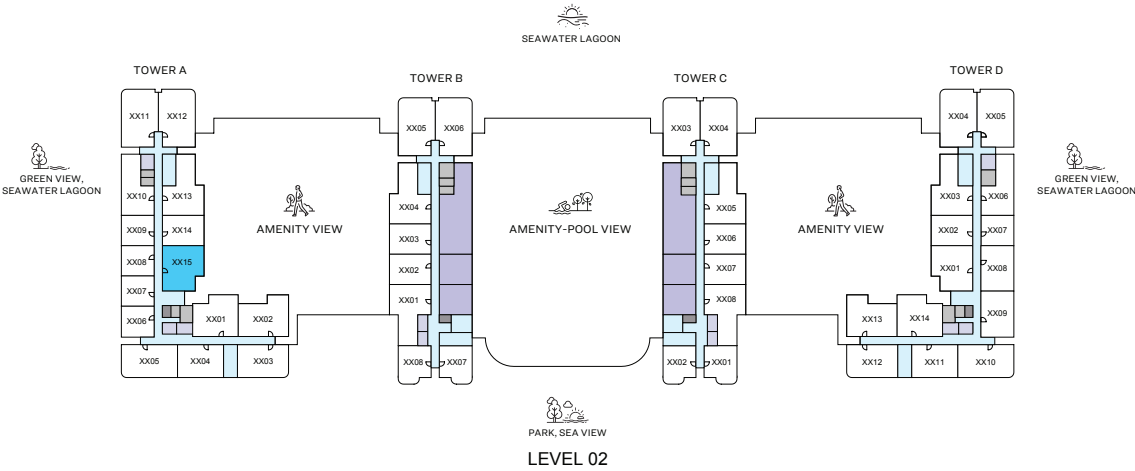 SEAWATER LAGOON
TOWER A
TOWER B
TOWER C
TOWER D
XX11
XX12
XX05
XX06
XX03
XX04
XX04
XX05
GREEN VIEW,
SEAWATER LAGOON
GREEN VIEW,
SEAWATER LAGOON
XX10
XX13
XX04
XX05
XX03
XX06
AMENITY VIEW
AMENITY-POOL VIEW
AMENITY VIEW
XX09
XX14
XX03
XX06
XX02
XX07
XX08
XX15
XX02
XX07
XX01
XX08
XX07
XX01
XX08
XX06
XX01
XX02
XX13
XX14
XX09
XX05
XX04
XX03
XX08
XX07
XX02
XX01
XX12
XX11
XX10
PARK, SEA VIEW
LEVEL 02